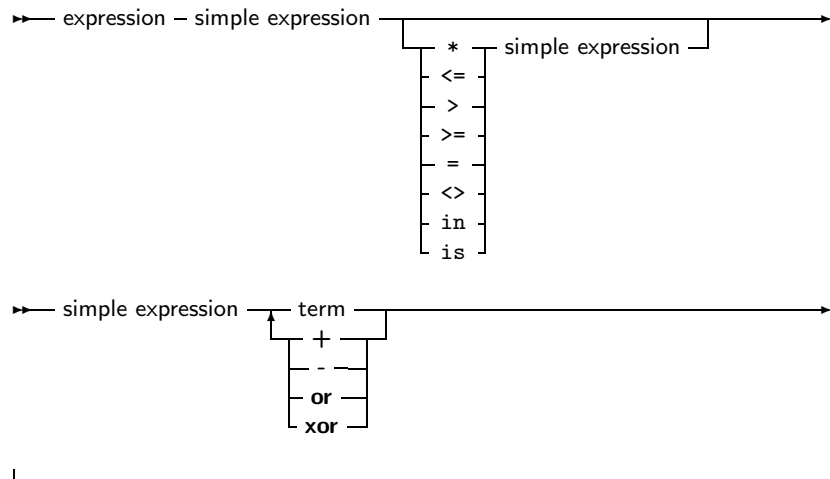 expression simple expression
* simple expression
<=
>
>=
=
<>
in
is
simple expression term
+
-
or
xor